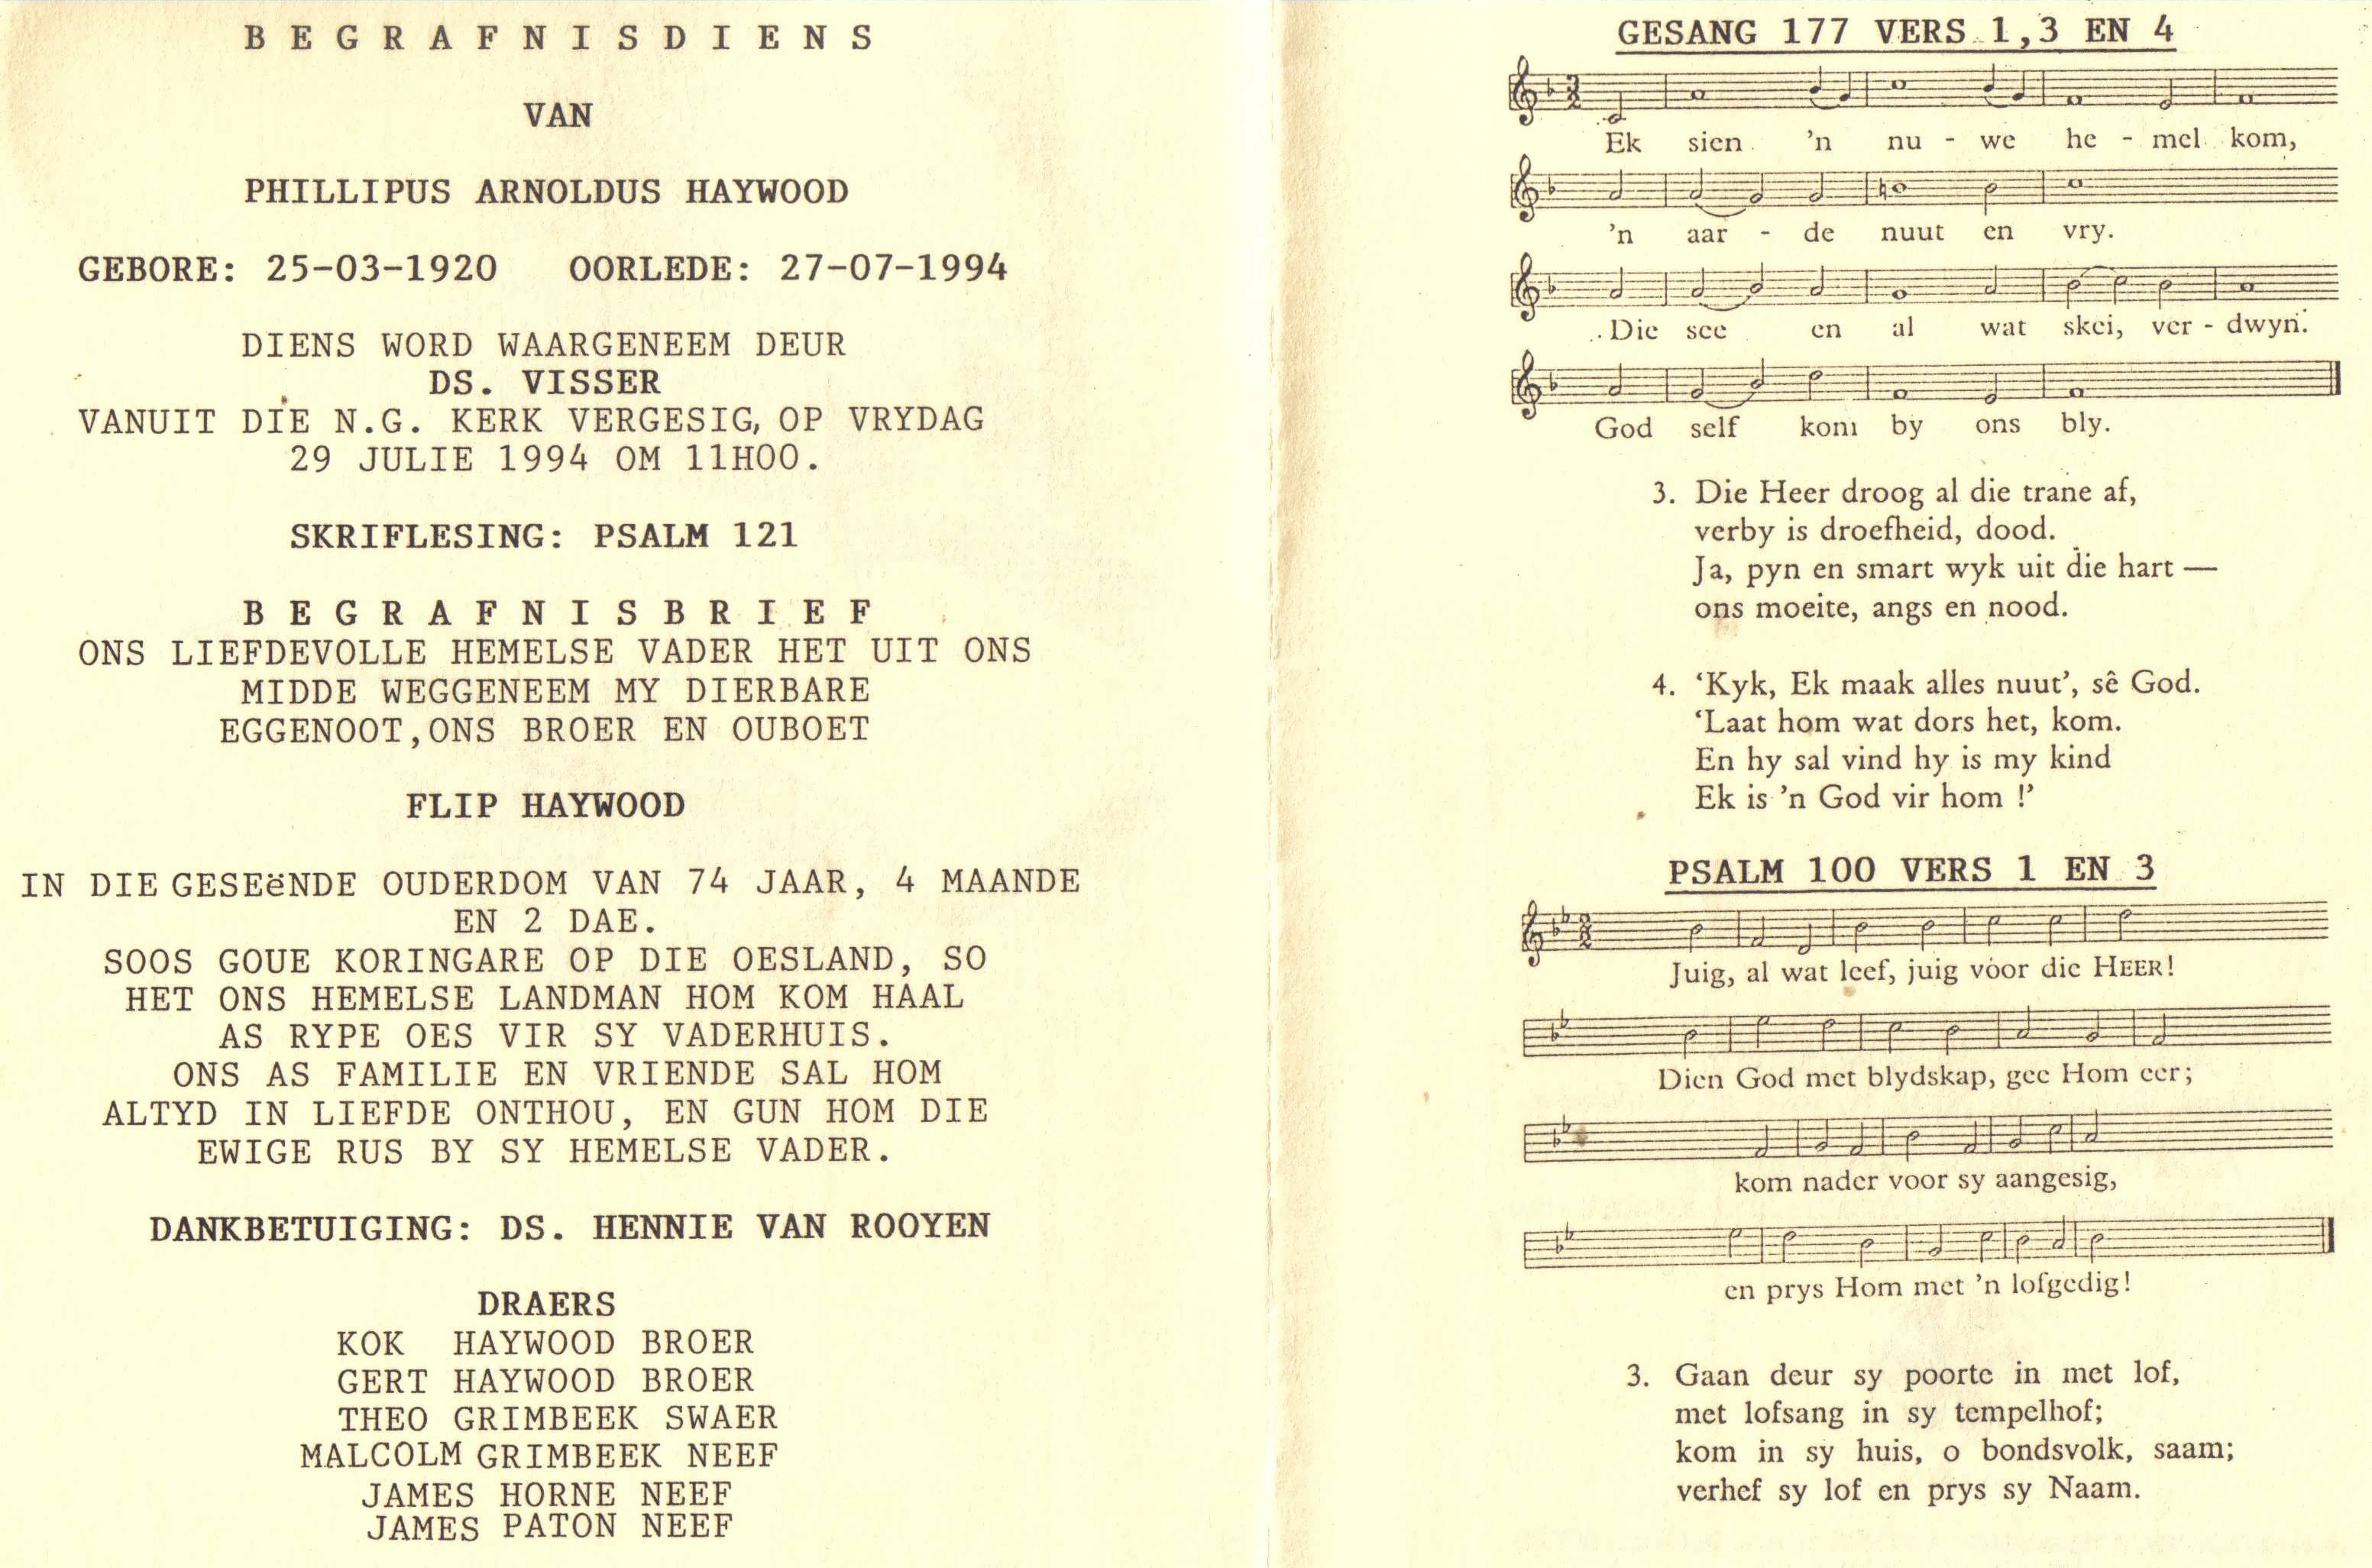 B E G R A F N I S D I E N S
VAN
PHILLIPUS ARNOLDUS HAYWOOD
GEBORE: 25-03-1920 OORLEDE: 27-07-1994
DIENS WORD WAARGENEEM DEUR
DS. VISSER
VANUIT DIE N.G. KERK VERGESIG, OP VRYDAG
29 JULIE 1994 OM 11H00.
SKRIFLESING: PSALM 121
B E G R A F N I S B R I E F
ONS LIEFDEVOLLE HEMELSE VADER HET UIT ONS
MIDDE WEGGENEEM MY DIERBARE
EGGENOOT,ONS BROER EN OUBOET
FLIP HAYWOOD
IN DIE GESEëNDE OUDERDOM VAN 74 JAAR, 4 MAANDE
EN 2 DAE.
SOOS GOUE KORINGARE OP DIE OESLAND, SO
HET ONS HEMELSE LANDMAN HOM KOM HAAL
AS RYPE OES VIR SY VADERHUIS.
ONS AS FAMILIE EN VRIENDE SAL HOM
ALTYD IN LIEFDE ONTHOU, EN GUN HOM DIE
EWIGE RUS BY SY HEMELSE VADER.
DANKBETUIGING: DS. HENNIE VAN ROOYEN
DRAERS
KOK HAYWOOD BROER
GERT HAYWOOD BROER
THEO GRIMBEEK SWAER
MALCOLM GRIMBEEK NEEF
JAMES HORNE NEEF
JAMES PATON NEEF
GESANG 177 VERS 1,3 EN 4
Ek sien 'n nu - we he - mel kom,
'n aar - de nuut en vry.
Die see en al wat skei, ver - dwyn.
God self kom by ons bly.
3. Die Heer droog al die trane af,
verby is droefheid, dood.
Ja, pyn en smart wyk uit die hart —
ons moeite, angs en nood.
4. ‘Kyk, Ek maak alles nuut’, sê God.
‘Laat hom wat dors het, kom.
En hy sal vind hy is my kind
Ek is ’n God vir hom !’
PSALM 100 VERS 1 EN 3
Juig, al wat leef, juig voor die HEER!
Dien God met blydskap, gee Hom eer;
kom nader voor sy aangesig,
en prys Hom met 'n lofgedig!
3. Gaan deur sy poorte in met lof,
met lofsang in sy tempelhof;
kom in sy huis, o bondsvolk, saam;
verhef sy lof en prys sy Naam.